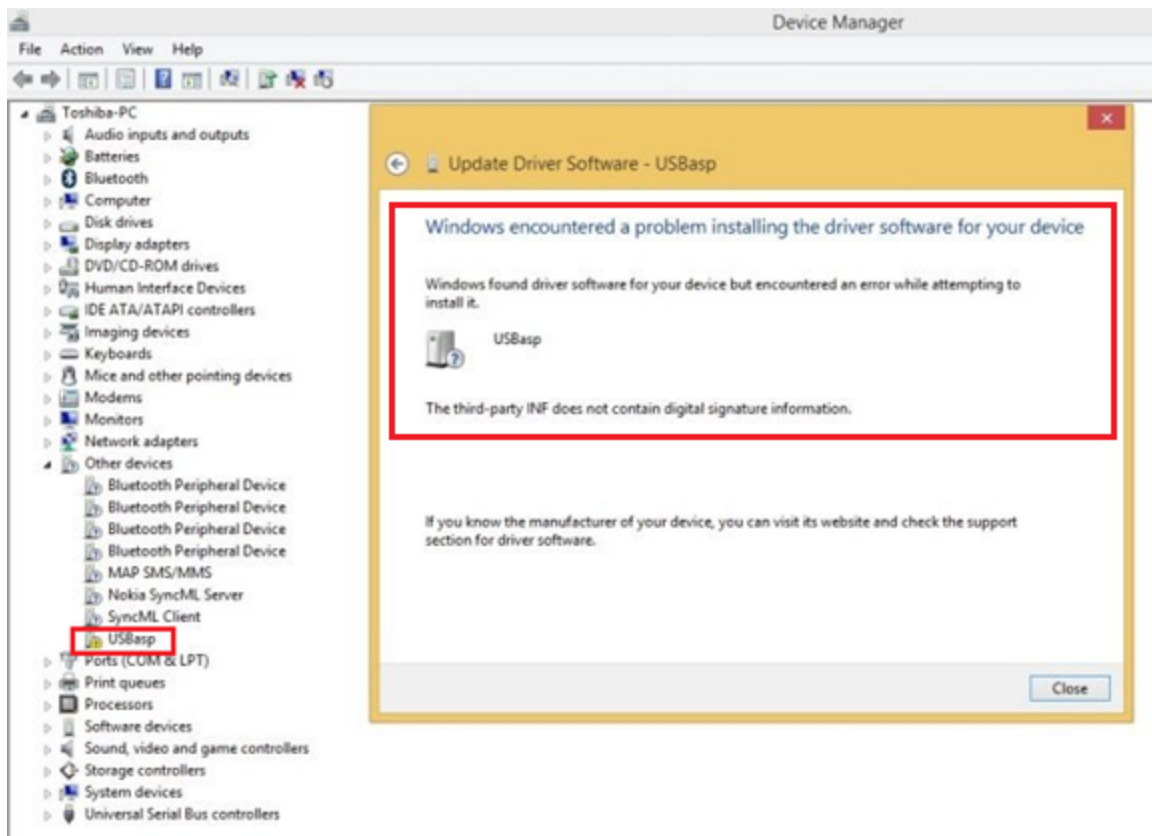 Device Manager
File Action View Help
Toshiba-PC
Audio inputs and outputs
Batteries
Bluetooth
Computer
Disk drives
Display adapters
DVD/CD-ROM drives
Human Interface Devices
IDE ATA/ATAPI controllers
Imaging devices
Keyboards
Mice and other pointing devices
Modems
Monitors
Network adapters
Other devices
Bluetooth Peripheral Device
Bluetooth Peripheral Device
Bluetooth Peripheral Device
Bluetooth Peripheral Device
MAP SMS/MMS
Nokia SyncML Server
SyncML Client
USBasp
Ports (COM & LPT)
Print queues
Processors
Software devices
Sound, video and game controllers
Storage controllers
System devices
Universal Serial Bus controllers
Update Driver Software - USBasp
Windows encountered a problem installing the driver software for your device
Windows found driver software for your device but encountered an error while attempting to
install it.
USBasp
The third-party INF does not contain digital signature information.
If you know the manufacturer of your device, you can visit its website and check the support
section for driver software.
Close